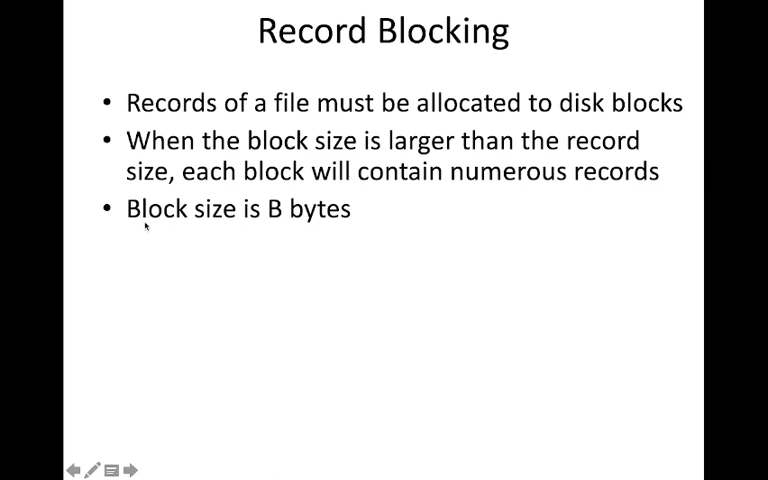 Record Blocking
• Records of a file must be allocated to disk blocks
• When the block size is larger than the record
size, each block will contain numerous records
• Block size is B bytes